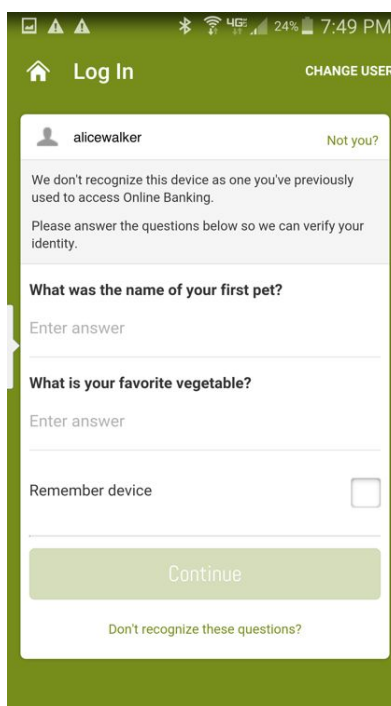 4GE 24% 7:49 PM
Log In CHANGE USER
alicewalker Not you?
We don't recognize this device as one you've previously
used to access Online Banking.
Please answer the questions below so we can verify your
identity.
What was the name of your first pet?
Enter answer
What is your favorite vegetable?
Enter answer
Remember device
Continue
Don't recognize these questions?